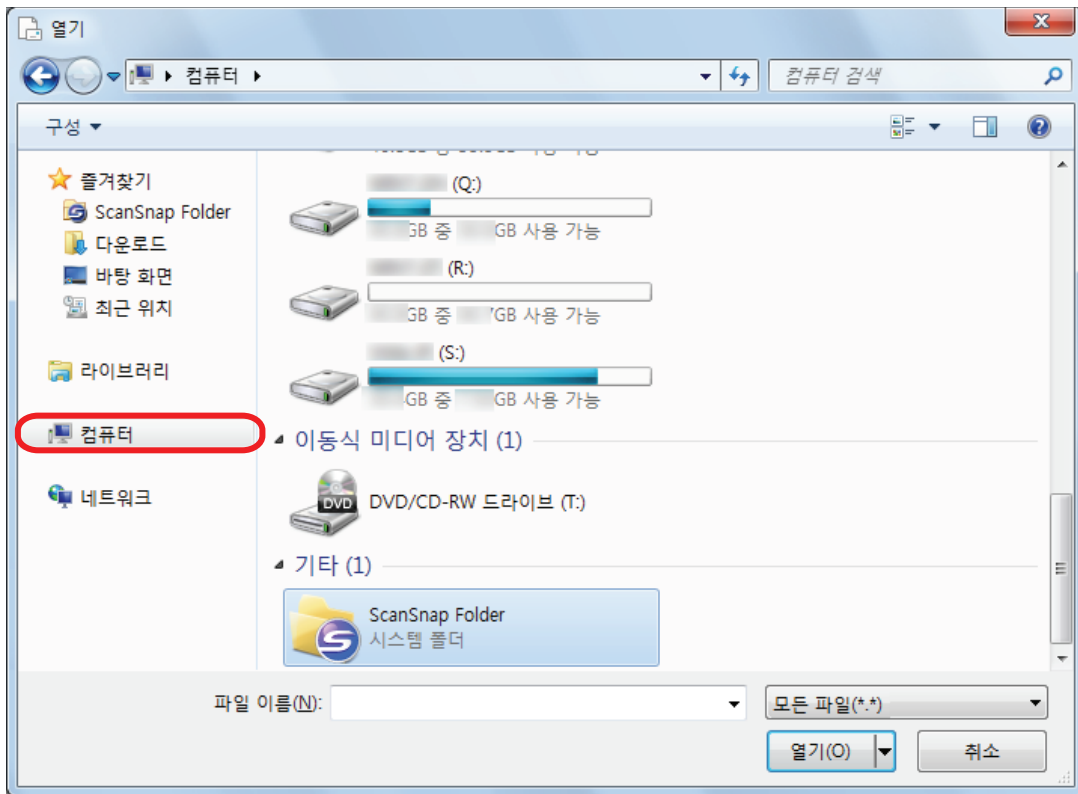 열기
컴퓨터
컴퓨터 검색
구성
즐겨찾기
ScanSnap Folder
다운로드
바탕 화면
최근 위치
라이브러리
컴퓨터
네트워크
(Q:)
GB 중 GB 사용 가능
(R:)
GB 중 7GB 사용 가능
(S:)
GB 중 GB 사용 가능
이동식 미디어 장치 (1)
DVD
DVD/CD-RW 드라이브 (T:)
기타 (1)
ScanSnap Folder
시스템 폴더
파일 이름(N):
모든 파일(*.*)
열기(O)
취소